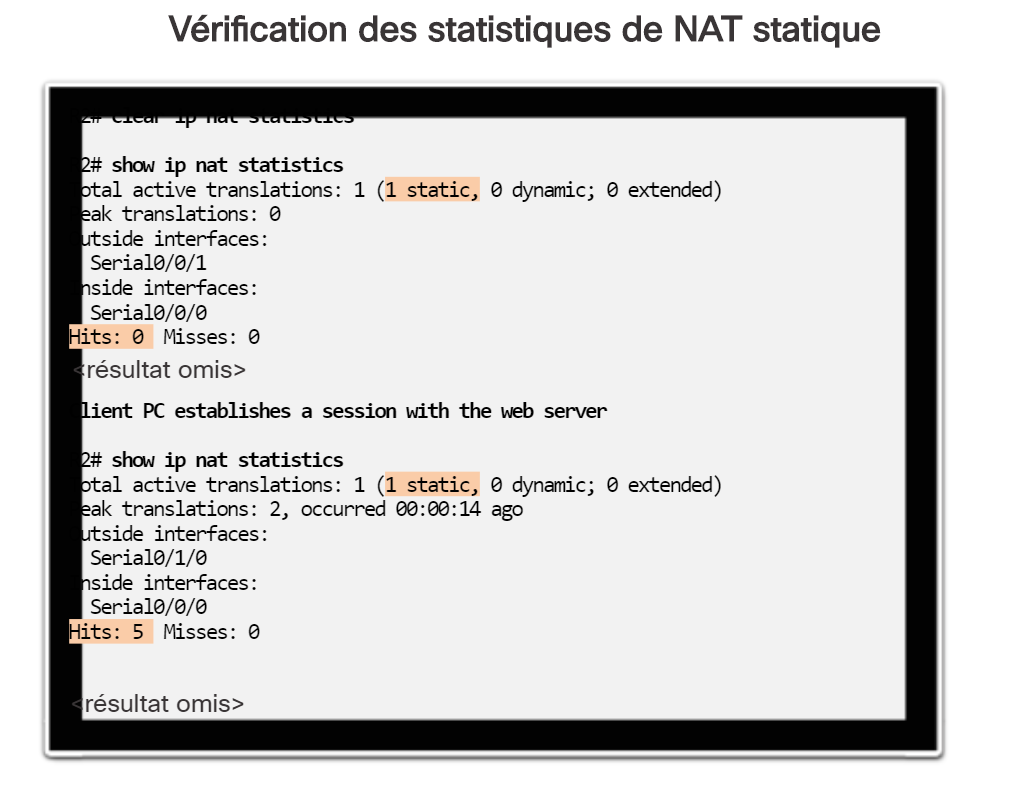 Vérification des statistiques de NAT statique
2# clear ip nat statistics
2# show ip nat statistics
otal active translations: 1 (1 static, 0 dynamic; 0 extended)
eak translations: 0
utside interfaces:
Serial0/0/1
nside interfaces:
Serial0/0/0
Hits: 0 Misses: 0
<résultat omis>
lient PC establishes a session with the web server
2# show ip nat statistics
otal active translations: 1 (1 static, 0 dynamic; 0 extended)
eak translations: 2, occurred 00:00:14 ago
utside interfaces:
Serial0/1/0
nside interfaces:
Serial0/0/0
Hits: 5 Misses: 0
<résultat omis>